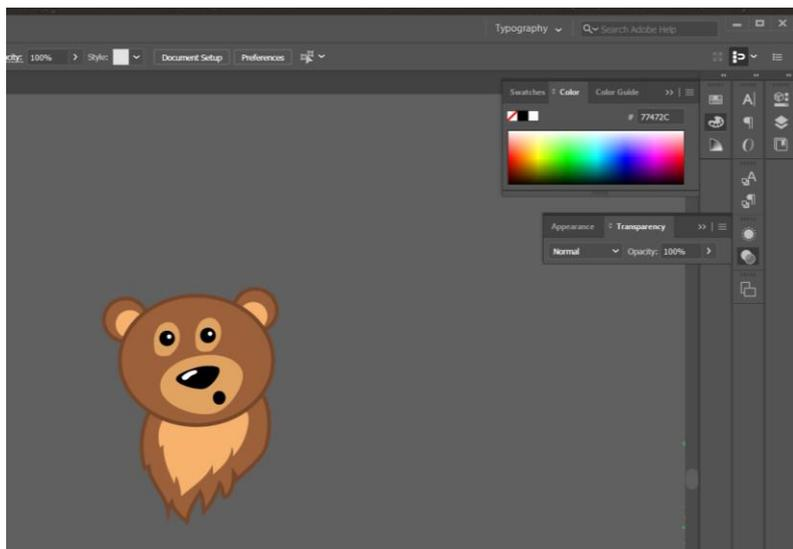 Typography
Search Adobe Help
acity: 100% Style: Document Setup Preferences
Swatches Color Color Guide
# 77472C
Appearance Transparency
Normal Opacity: 100%